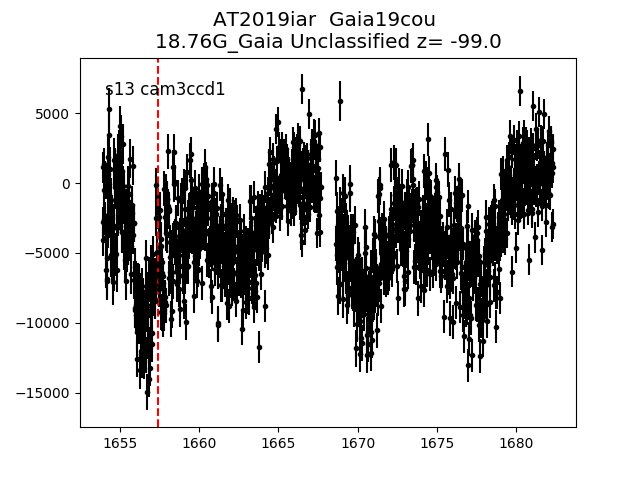 AT2019iar  Gaia19cou
18.76G_Gaia Unclassified z= -99.0
s13 cam3ccd1
5000
0
−5000
−10000
−15000
1655 1660 1665 1670 1675 1680